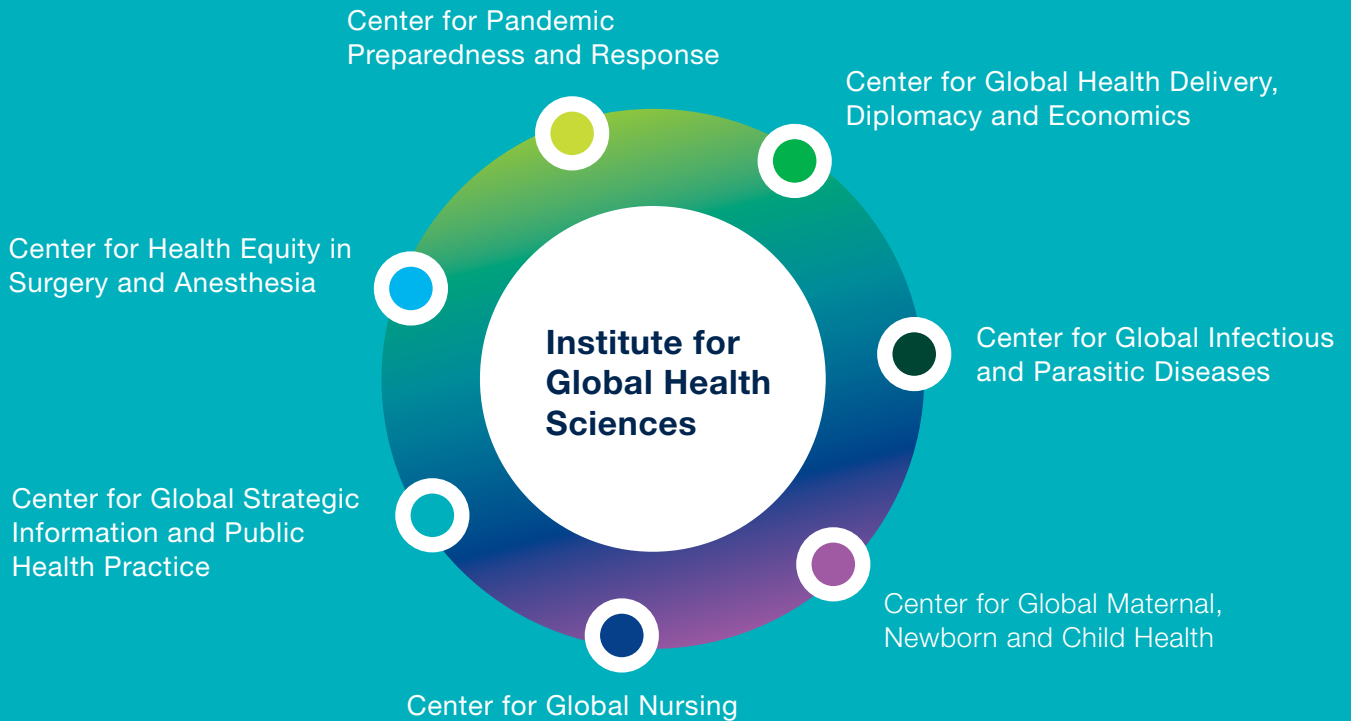 Center for Pandemic
Preparedness and Response
Center for Global Health Delivery,
Diplomacy and Economics
Center for Health Equity in
Surgery and Anesthesia
Institute for
Global Health
Sciences
Center for Global Infectious
and Parasitic Diseases
Center for Global Strategic
Information and Public
Health Practice
Center for Global Maternal,
Newborn and Child Health
Center for Global Nursing